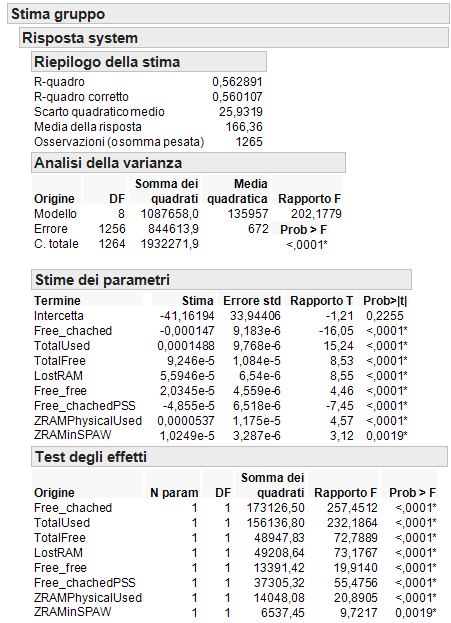 Stima gruppo
Risposta system
Riepilogo della stima
R-quadro 0,562891
R-quadro corretto 0,560107
Scarto quadratico medio 25,9319
Media della risposta 166,36
Osservazioni (o somma pesata) 1265
Analisi della varianza
Somma dei Media
Origine DF quadrati quadratica Rapporto F
Modello 8 1087658,0 135957 202,1779
Errore 1256 844613,9 672 Prob > F
C. totale 1264 1932271,9 <,0001*
Stime dei parametri
Termine Stima Errore std Rapporto T Prob>|t|
Intercetta -41,16194 33,94406 -1,21 0,2255
Free_chached -0,000147 9,183e-6 -16,05 <,0001*
TotalUsed 0,0001488 9,768e-6 15,24 <,0001*
TotalFree 9,246e-5 1,084e-5 8,53 <,0001*
LostRAM 5,5946e-5 6,54e-6 8,55 <,0001*
Free_free 2,0345e-5 4,559e-6 4,46 <,0001*
Free_chachedPSS -4,855e-5 6,518e-6 -7,45 <,0001*
ZRAMPhysicalUsed 0,0000537 1,175e-5 4,57 <,0001*
ZRAMinSPAW 1,0249e-5 3,287e-6 3,12 0,0019*
Test degli effetti
Somma dei
Origine N param DF quadrati Rapporto F Prob > F
Free_chached 1 1 173126,50 257,4512 <,0001*
TotalUsed 1 1 156136,80 232,1864 <,0001*
TotalFree 1 1 48947,83 72,7889 <,0001*
LostRAM 1 1 49208,64 73,1767 <,0001*
Free_free 1 1 13391,42 19,9140 <,0001*
Free_chachedPSS 1 1 37305,32 55,4756 <,0001*
ZRAMPhysicalUsed 1 1 14048,08 20,8905 <,0001*
ZRAMinSPAW 1 1 6537,45 9,7217 0,0019*